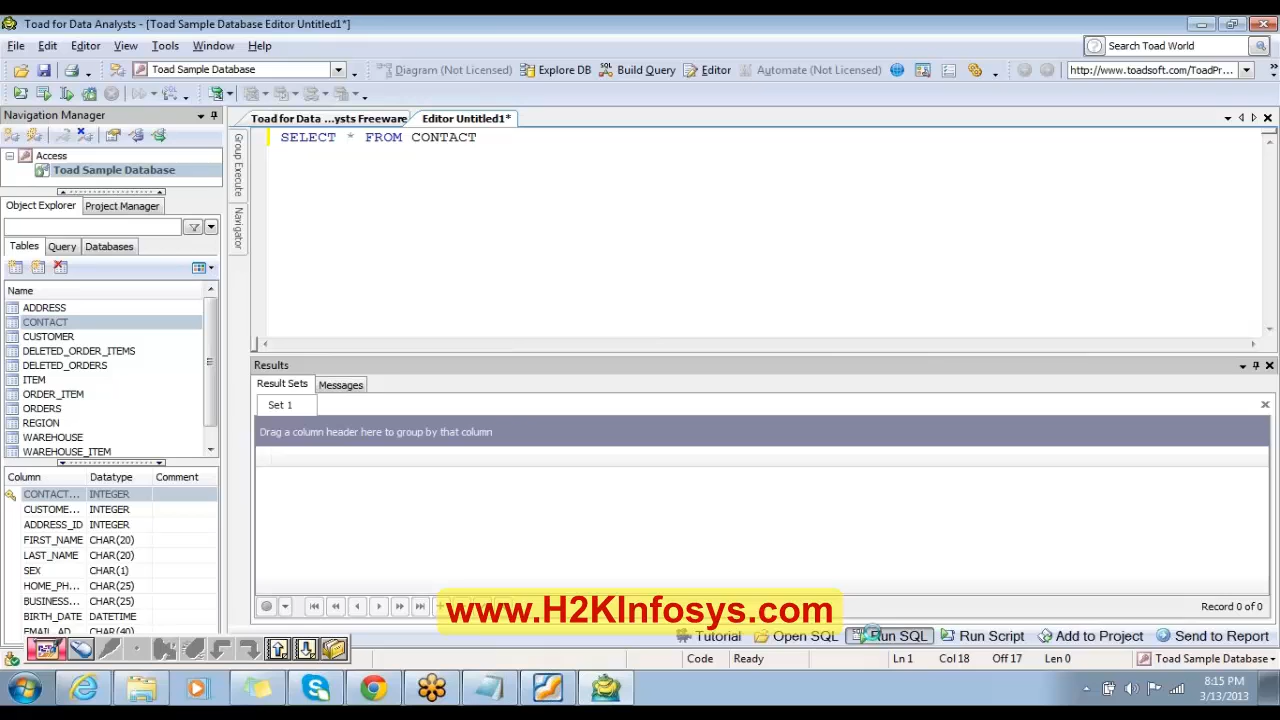 Toad for Data Analysts - [Toad Sample Database Editor Untitled1*]
File Edit Editor View Tools Window Help
Search Toad World
Toad Sample Database
Diagram (Not Licensed) Explore DB Build Query Editor Automate (Not Licensed) http://www.toadsoft.com/ToadPr...
Navigation Manager
Toad for Data ...ysts Freeware Editor Untitled1*
SELECT * FROM CONTACT
Group Execute
Navigator
Access
Toad Sample Database
Object Explorer Project Manager
Tables Query Databases
Name
ADDRESS
CONTACT
CUSTOMER
DELETED_ORDER_ITEMS
DELETED_ORDERS
ITEM
ORDER_ITEM
ORDERS
REGION
WAREHOUSE
WAREHOUSE_ITEM
Column Datatype Comment
CONTACT... INTEGER
CUSTOME... INTEGER
ADDRESS_ID INTEGER
FIRST_NAME CHAR(20)
LAST_NAME CHAR(20)
SEX CHAR(1)
HOME_PH... CHAR(25)
BUSINESS... CHAR(25)
BIRTH_DATE DATETIME
EMAIL_AD CHAR(40)
Results
Result Sets Messages
Set 1
Drag a column header here to group by that column
www.H2KInfosys.com
Record 0 of 0
Tutorial Open SQL Run SQL Run Script Add to Project Send to Report
Code Ready Ln 1 Col 18 Off 17 Len 0 Toad Sample Database
8:15 PM
3/13/2013